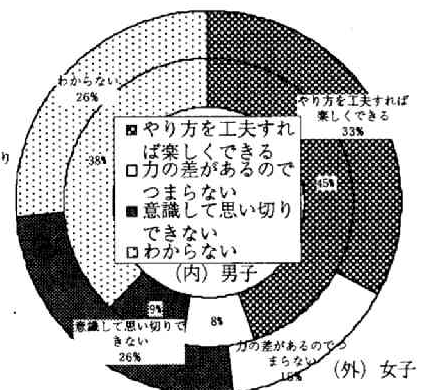 わからない
26%
やり方を工夫すれば
楽しくできる
33%
り
38%
45%
やり方を工夫すれ
ば楽しくできる
力の差があるので
つまらない
意識して思い切り
できない
わからない
(内)男子
9%
8%
意識して思い切りで
きない
26%
力の差があるのでつ
まらない
(外)女子